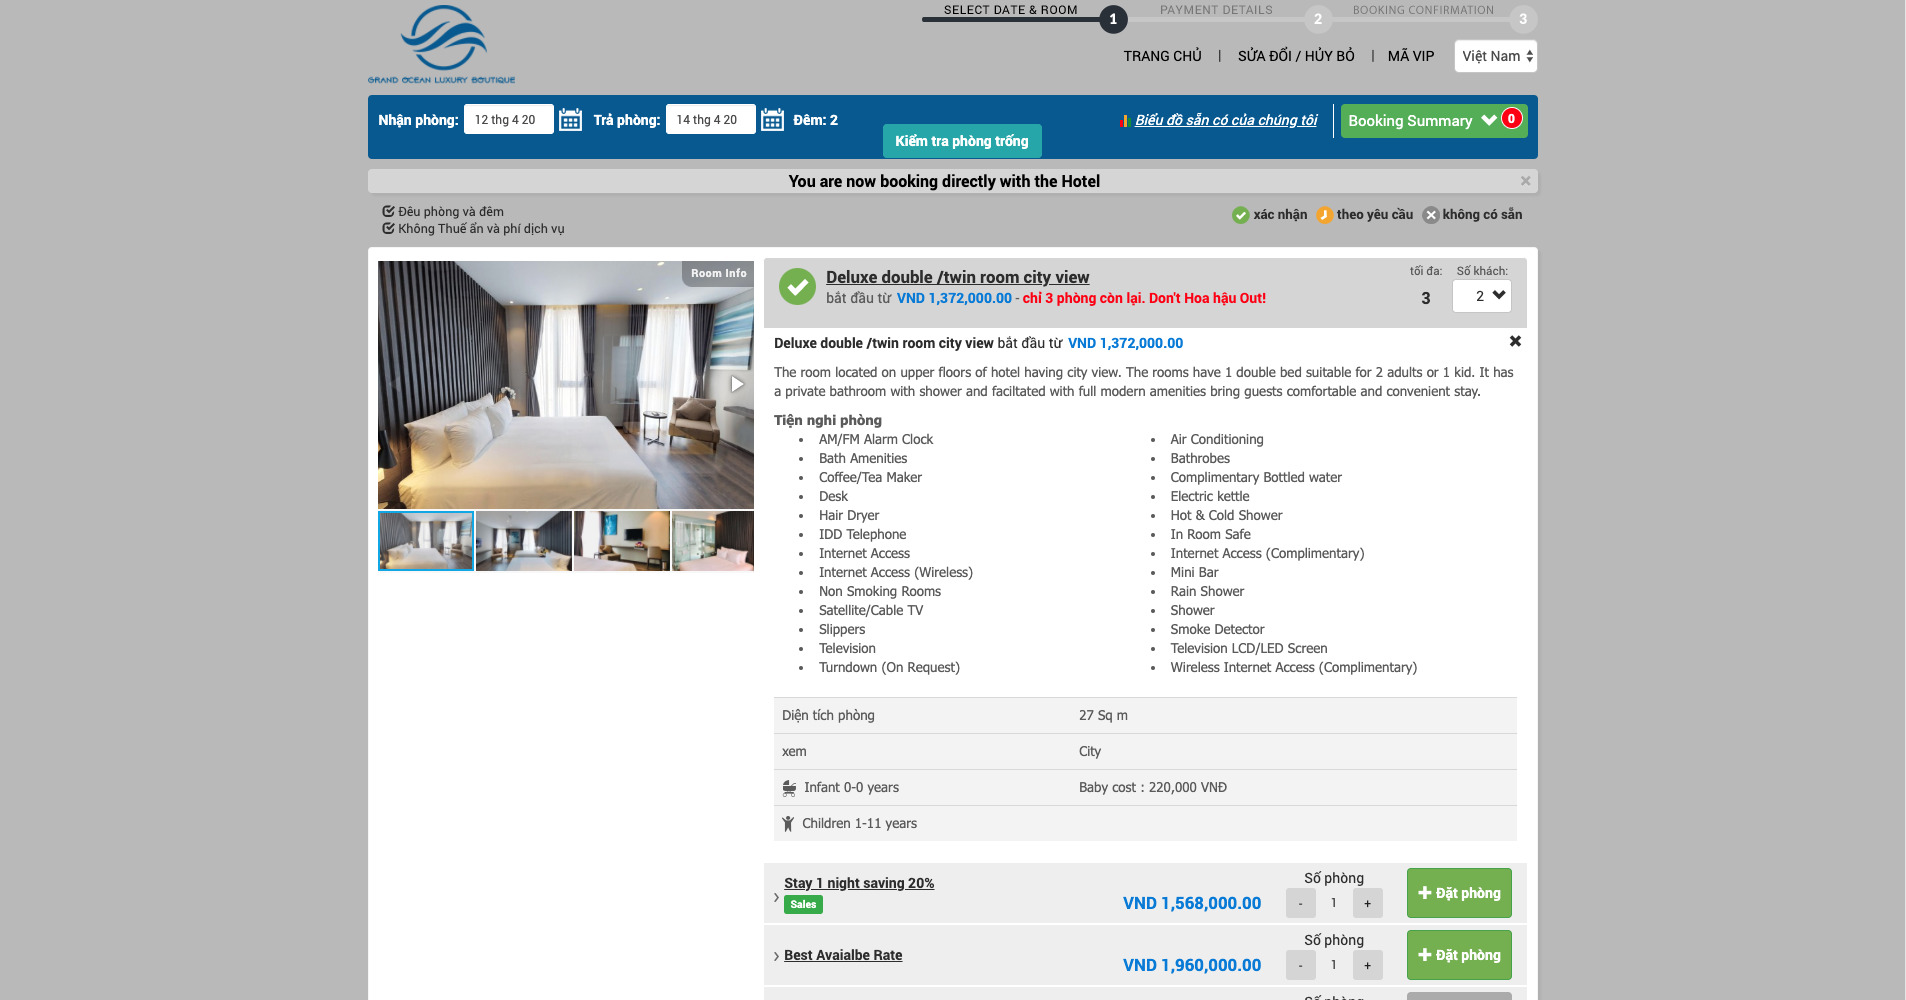 SELECT DATE & ROOM
1
PAYMENT DETAILS
2
BOOKING CONFIRMATION
3
GRAND OCEAN LUXURY BOUTIQUE
TRANG CHỦ | SỬA ĐỔI / HỦY BỎ | MÃ VIP
Việt Nam
Nhận phòng: 12 thg 4 20 Trả phòng: 14 thg 4 20 Đêm: 2
Kiểm tra phòng trống
Biểu đồ sẵn có của chúng tôi
Booking Summary 0
You are now booking directly with the Hotel
Đêu phòng và đêm
Không Thuế ẩn và phí dịch vụ
xác nhận theo yêu cầu không có sẵn
Room Info
Deluxe double /twin room city view
bắt đầu từ VND 1,372,000.00 - chỉ 3 phòng còn lại. Don't Hoa hậu Out!
tối đa:
3
Số khách:
2
Deluxe double /twin room city view bắt đầu từ VND 1,372,000.00
The room located on upper floors of hotel having city view. The rooms have 1 double bed suitable for 2 adults or 1 kid. It has
a private bathroom with shower and faciltated with full modern amenities bring guests comfortable and convenient stay.
Tiện nghi phòng
AM/FM Alarm Clock
Air Conditioning
Bath Amenities
Bathrobes
Coffee/Tea Maker
Complimentary Bottled water
Desk
Electric kettle
Hair Dryer
Hot & Cold Shower
IDD Telephone
In Room Safe
Internet Access
Internet Access (Complimentary)
Internet Access (Wireless)
Mini Bar
Non Smoking Rooms
Rain Shower
Satellite/Cable TV
Shower
Slippers
Smoke Detector
Television
Television LCD/LED Screen
Turndown (On Request)
Wireless Internet Access (Complimentary)
Diện tích phòng 27 Sq m
xem City
Infant 0-0 years Baby cost : 220,000 VNĐ
Children 1-11 years
Stay 1 night saving 20%
Sales
VND 1,568,000.00
Số phòng
- 1 +
Đặt phòng
Best Avaialbe Rate
VND 1,960,000.00
Số phòng
- 1 +
Đặt phòng